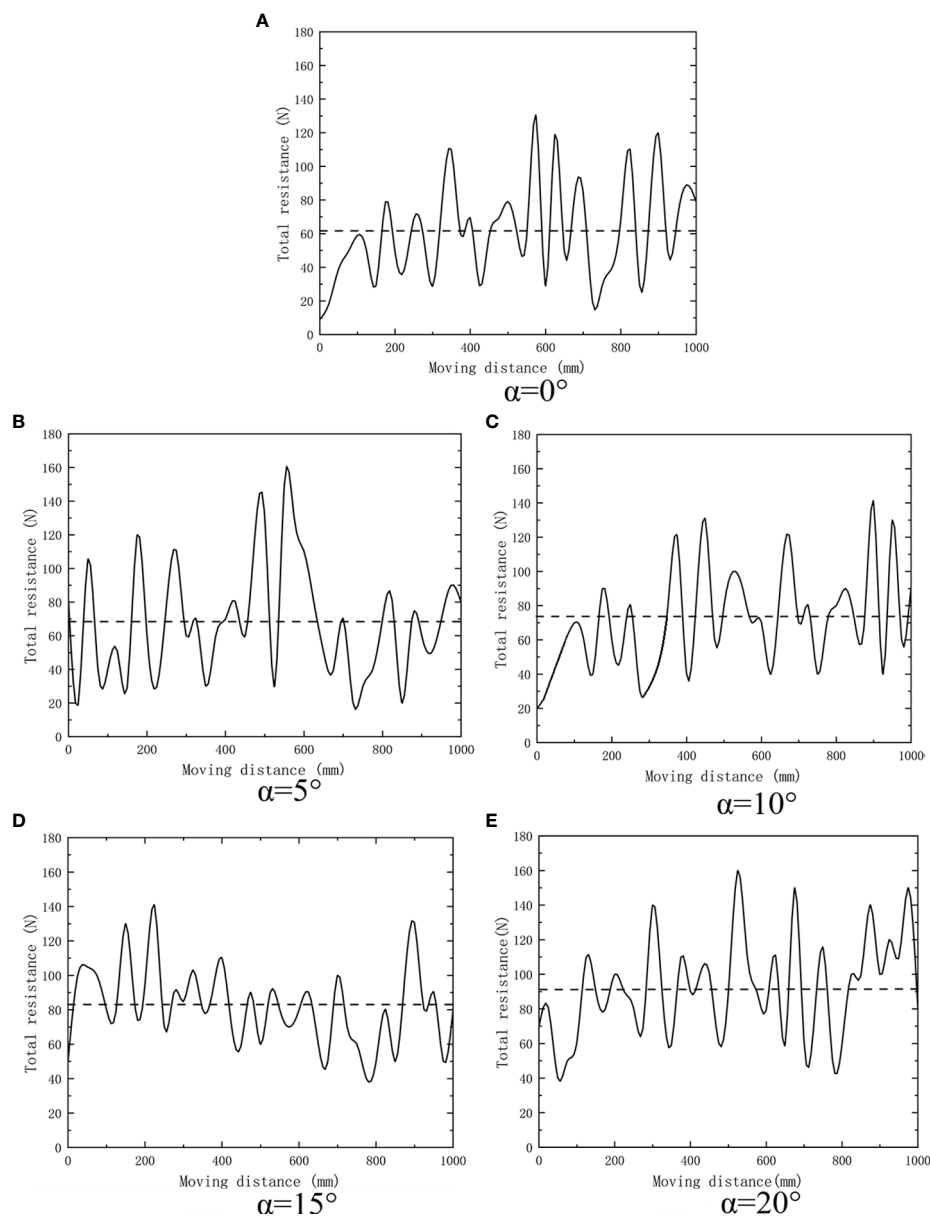 A
180
160
140
120
100
80
60
40
20
0
Total resistance (N)
0 200 400 600 800 1000
Moving distance (mm)
α=0°
B
180
160
140
120
100
80
60
40
20
0
Total resistance (N)
0 200 400 600 800 1000
Moving distance (mm)
α=5°
C
180
160
140
120
100
80
60
40
20
0
Total resistance (N)
0 200 400 600 800 1000
Moving distance (mm)
α=10°
D
180
160
140
120
100
80
60
40
20
0
Total resistance (N)
0 200 400 600 800 1000
Moving distance (mm)
α=15°
E
180
160
140
120
100
80
60
40
20
0
Total resistance(N)
0 200 400 600 800 1000
Moving distance(mm)
α=20°